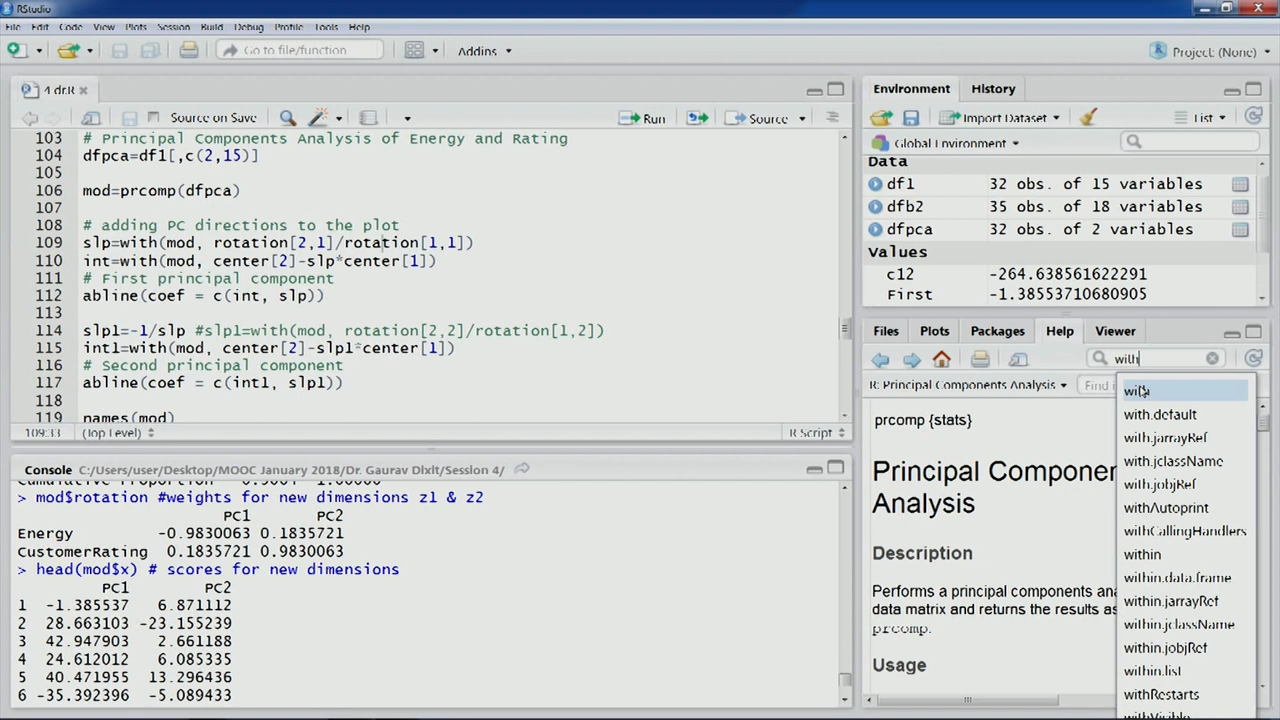 RStudio
File Edit Code View Plots Session Build Debug Profile Tools Help
Go to file/function Addins Project: (None)
4 dr.R
Source on Save Run Source
103 # Principal Components Analysis of Energy and Rating
104 dfpca=df1[,c(2,15)]
105
106 mod=prcomp(dfpca)
107
108 # adding PC directions to the plot
109 slp=with(mod, rotation[2,1]/rotation[1,1])
110 int=with(mod, center[2]-slp*center[1])
111 # First principal component
112 abline(coef = c(int, slp))
113
114 slp1=-1/slp #slp1=with(mod, rotation[2,2]/rotation[1,2])
115 int1=with(mod, center[2]-slp1*center[1])
116 # Second principal component
117 abline(coef = c(int1, slp1))
118
119 names(mod)
109:33 (Top Level) R Script
Console C:/Users/user/Desktop/MOOC January 2018/Dr. Gaurav Dixit/Session 4/
Cumulative Proportion
> mod$rotation #weights for new dimensions z1 & z2
PC1 PC2
Energy -0.9830063 0.1835721
CustomerRating 0.1835721 0.9830063
> head(mod$x) # scores for new dimensions
PC1 PC2
1 -1.385537 6.871112
2 28.663103 -23.155239
3 42.947903 2.661188
4 24.612012 6.085335
5 40.471955 13.296436
6 -35.392396 -5.089433
Environment History
Import Dataset List
Global Environment
Data
df1 32 obs. of 15 variables
dfb2 35 obs. of 18 variables
dfpca 32 obs. of 2 variables
Values
c12 -264.638561622291
First -1.38553710680905
Files Plots Packages Help Viewer
with
R: Principal Components Analysis Find i
prcomp {stats}
Principal Component
Analysis
Description
Performs a principal components ana
data matrix and returns the results as
prcomp.
Usage
with
with.default
with.jarrayRef
with.jclassName
with.jobjRef
withAutoprint
withCallingHandlers
within
within.data.frame
within.jarrayRef
within.jclassName
within.jobjRef
within.list
withRestarts
withVisible